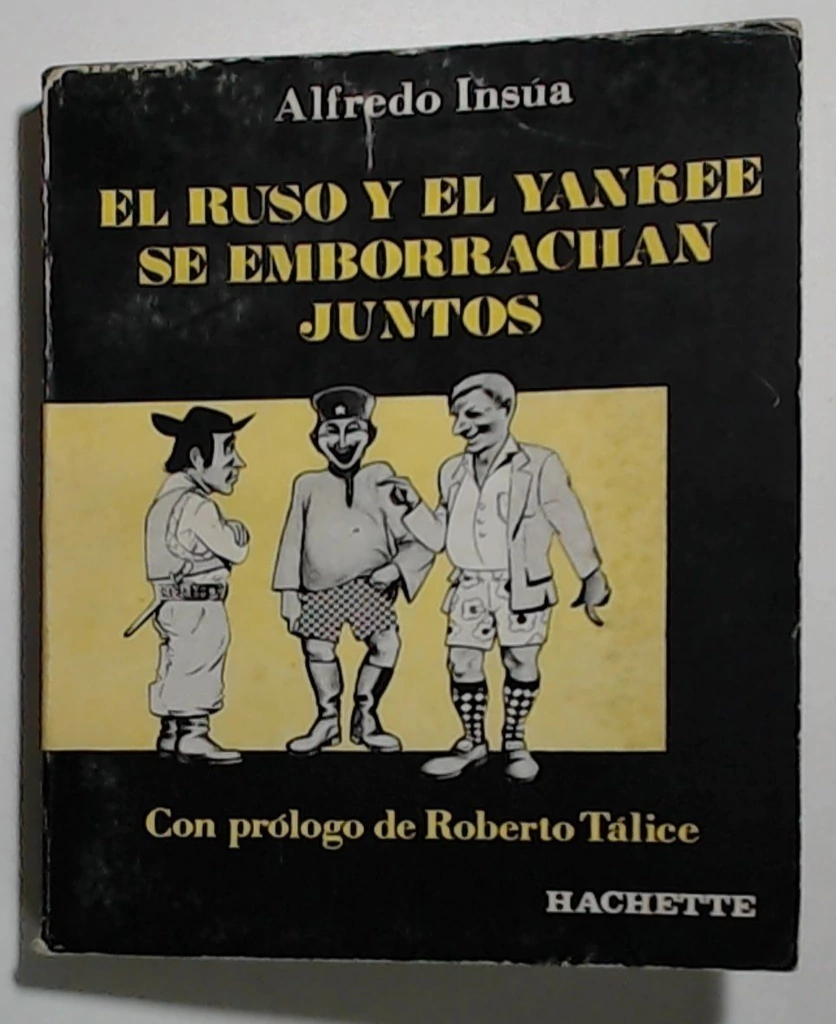 Alfredo Insúa
EL RUSO Y EL YANKEE
SE EMBORRACHAN
JUNTOS
Con prólogo de Roberto Tálice
HACHETTE